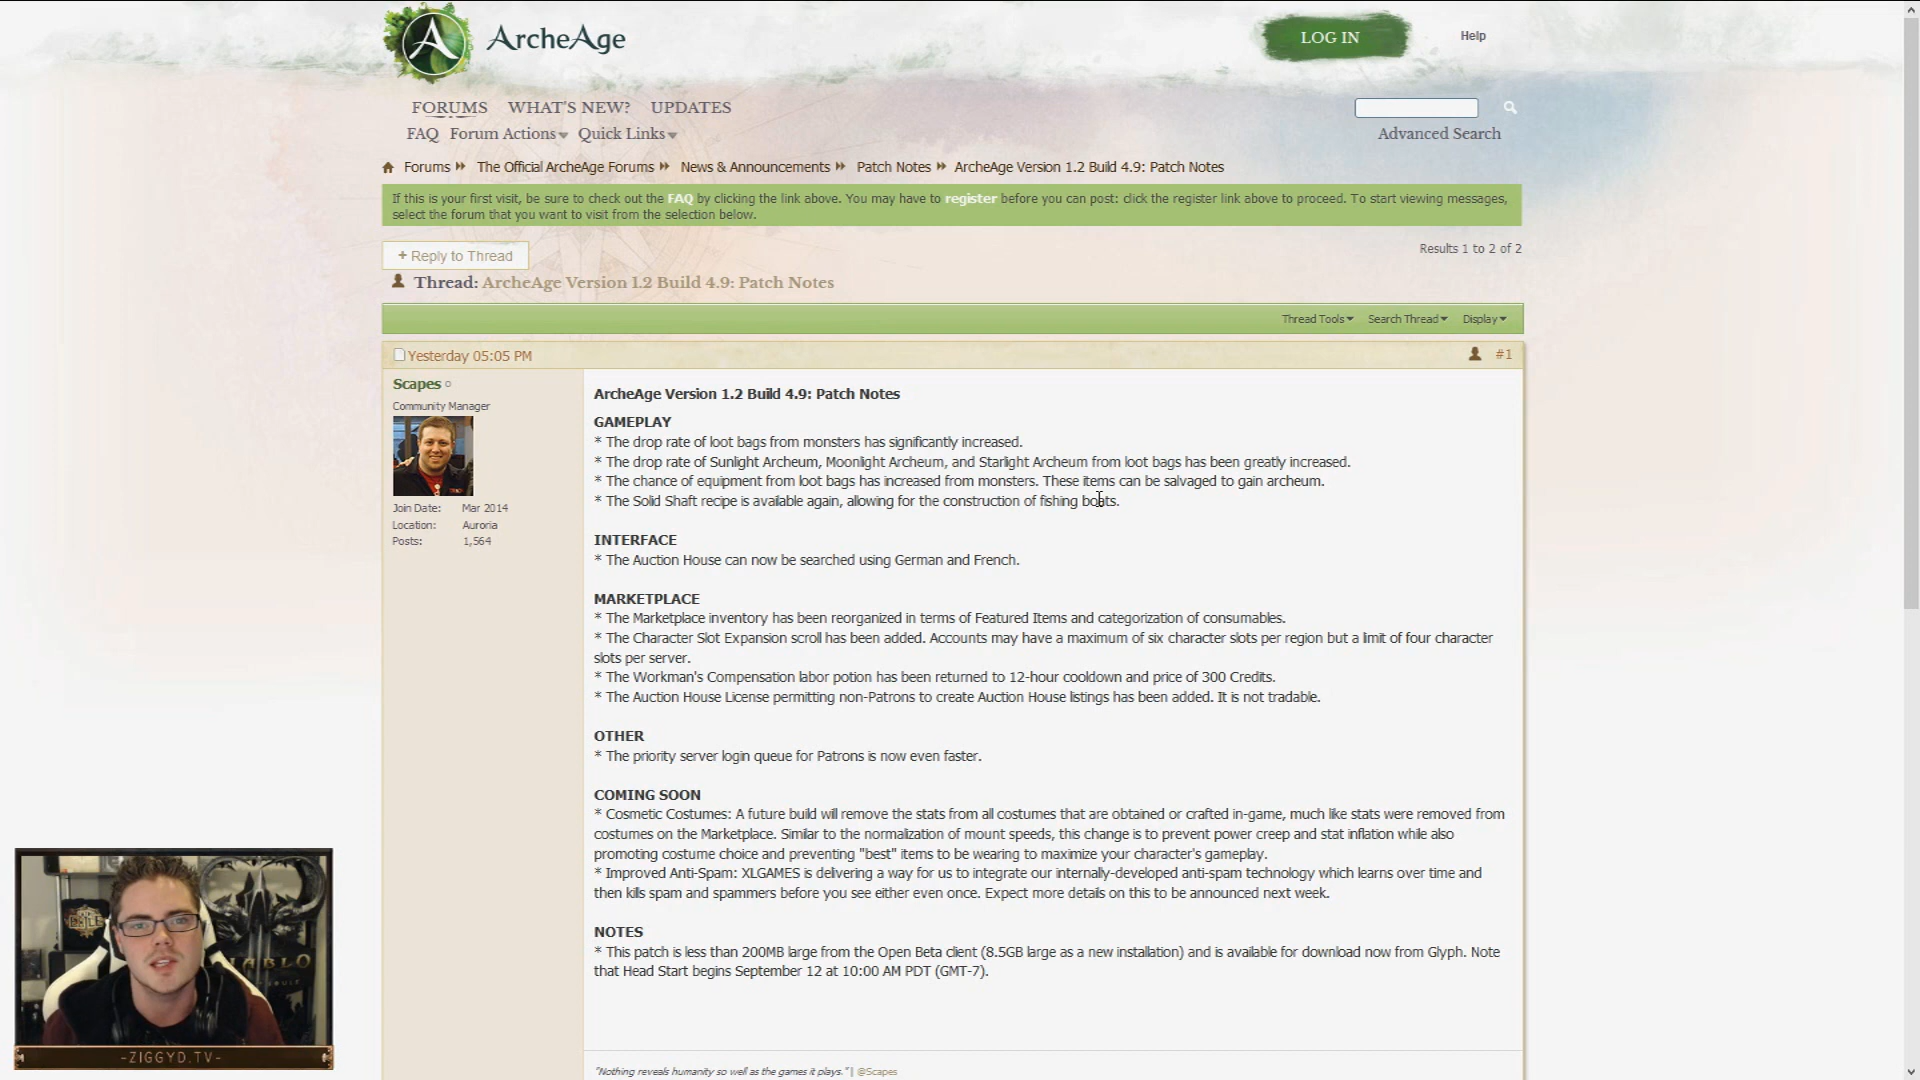 ArcheAge
LOG IN
Help
FORUMS WHAT'S NEW? UPDATES
FAQ Forum Actions Quick Links
Advanced Search
Forums The Official ArcheAge Forums News & Announcements Patch Notes ArcheAge Version 1.2 Build 4.9: Patch Notes
If this is your first visit, be sure to check out the FAQ by clicking the link above. You may have to register before you can post: click the register link above to proceed. To start viewing messages,
select the forum that you want to visit from the selection below.
+ Reply to Thread
Results 1 to 2 of 2
Thread: ArcheAge Version 1.2 Build 4.9: Patch Notes
Thread Tools Search Thread Display
Yesterday 05:05 PM
#1
Scapes
Community Manager
Join Date: Mar 2014
Location: Auroria
Posts: 1,564
ArcheAge Version 1.2 Build 4.9: Patch Notes
GAMEPLAY
* The drop rate of loot bags from monsters has significantly increased.
* The drop rate of Sunlight Archeum, Moonlight Archeum, and Starlight Archeum from loot bags has been greatly increased.
* The chance of equipment from loot bags has increased from monsters. These items can be salvaged to gain archeum.
* The Solid Shaft recipe is available again, allowing for the construction of fishing boats.
INTERFACE
* The Auction House can now be searched using German and French.
MARKETPLACE
* The Marketplace inventory has been reorganized in terms of Featured Items and categorization of consumables.
* The Character Slot Expansion scroll has been added. Accounts may have a maximum of six character slots per region but a limit of four character
slots per server.
* The Workman's Compensation labor potion has been returned to 12-hour cooldown and price of 300 Credits.
* The Auction House License permitting non-Patrons to create Auction House listings has been added. It is not tradable.
OTHER
* The priority server login queue for Patrons is now even faster.
COMING SOON
* Cosmetic Costumes: A future build will remove the stats from all costumes that are obtained or crafted in-game, much like stats were removed from
costumes on the Marketplace. Similar to the normalization of mount speeds, this change is to prevent power creep and stat inflation while also
promoting costume choice and preventing "best" items to be wearing to maximize your character's gameplay.
* Improved Anti-Spam: XLGAMES is delivering a way for us to integrate our internally-developed anti-spam technology which learns over time and
then kills spam and spammers before you see either even once. Expect more details on this to be announced next week.
NOTES
* This patch is less than 200MB large from the Open Beta client (8.5GB large as a new installation) and is available for download now from Glyph. Note
that Head Start begins September 12 at 10:00 AM PDT (GMT-7).
"Nothing reveals humanity so well as the games it plays." | @Scapes
DIABLO
-ZIGGYD.TV-